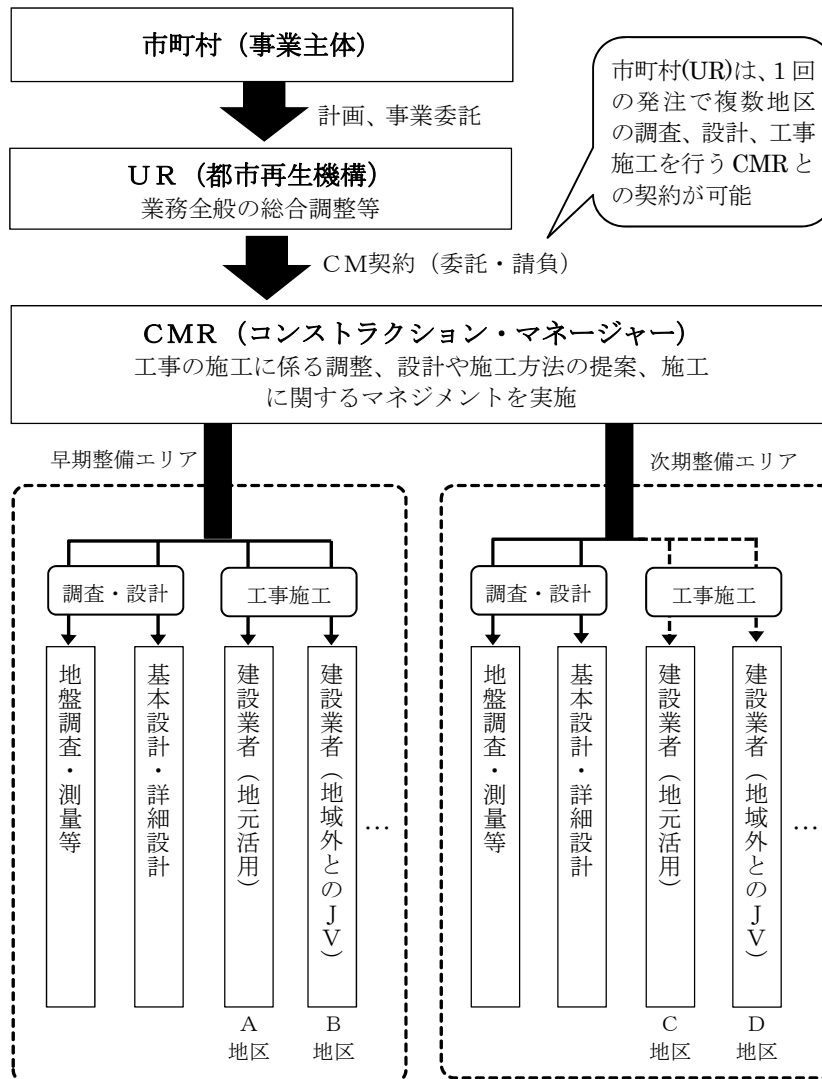 市町村（事業主体）
計画、事業委託
市町村(UR)は、１回
の発注で複数地区
の調査、設計、工事
施工を行う CMR と
の契約が可能
ＵＲ（都市再生機構）
業務全般の総合調整等
ＣＭ契約（委託・請負）
ＣＭＲ（コンストラクション・マネージャー）
工事の施工に係る調整、設計や施工方法の提案、施工
に関するマネジメントを実施
早期整備エリア
調査・設計
工事施工
地盤調査・測量等
基本設計・詳細設計
建設業者（地元活用）
建設業者（地域外とのＪＶ）
…
Ａ
地区
Ｂ
地区
次期整備エリア
調査・設計
工事施工
地盤調査・測量等
基本設計・詳細設計
建設業者（地元活用）
建設業者（地域外とのＪＶ）
…
Ｃ
地区
Ｄ
地区